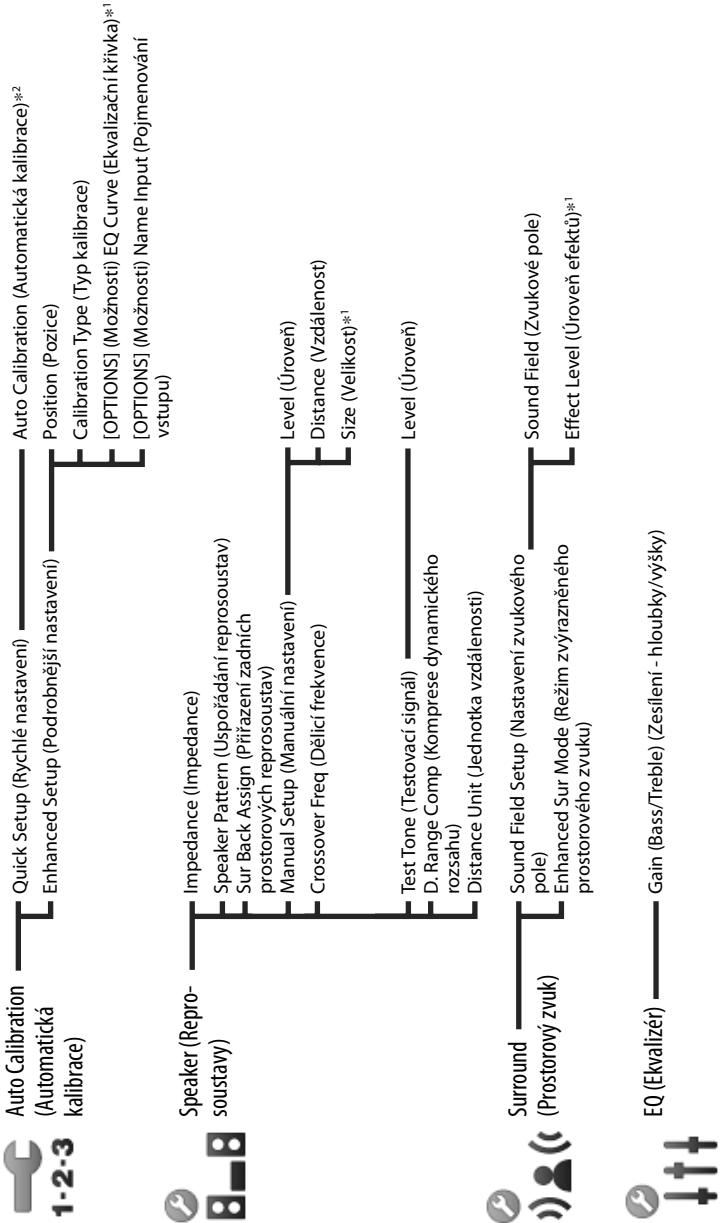 Auto Calibration
(Automatická
kalibrace)
1-2-3
Quick Setup (Rychlé nastavení)
Auto Calibration (Automatická kalibrace)*2
Enhanced Setup (Podrobnější nastavení)
Position (Pozice)
Calibration Type (Typ kalibrace)
[OPTIONS] (Možnosti) EQ Curve (Ekvalizační křivka)*1
[OPTIONS] (Možnosti) Name Input (Pojmenování
vstupu)
Speaker (Repro-
soustavy)
Impedance (Impedance)
Speaker Pattern (Uspořádání reprosoustav)
Sur Back Assign (Přiřazení zadních
prostorových reprosoustav)
Manual Setup (Manuální nastavení)
Level (Úroveň)
Distance (Vzdálenost)
Size (Velikost)*1
Crossover Freq (Dělicí frekvence)
Test Tone (Testovací signál)
Level (Úroveň)
D. Range Comp (Komprese dynamického
rozsahu)
Distance Unit (Jednotka vzdálenosti)
Surround
(Prostorový zvuk)
Sound Field Setup (Nastavení zvukového
pole)
Sound Field (Zvukové pole)
Effect Level (Úroveň efektů)*1
Enhanced Sur Mode (Režim zvýrazněného
prostorového zvuku)
EQ (Ekvalizér)
Gain (Bass/Treble) (Zesílení - hloubky/výšky)